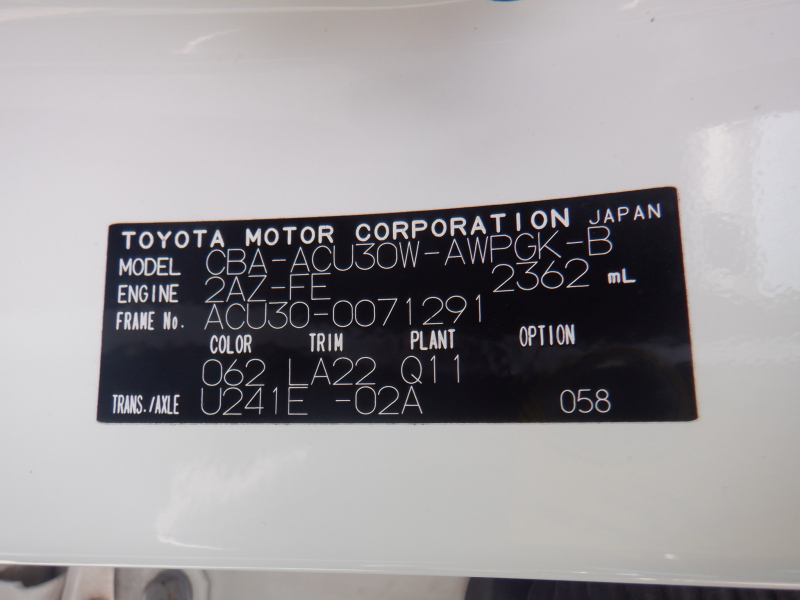 TOYOTA MOTOR CORPORATION JAPAN
MODEL CBA-ACU30W-AWPGK-B
ENGINE 2AZ-FE 2362 mL
FRAME No. ACU30-0071291
COLOR TRIM PLANT OPTION
062 LA22 Q11
TRANS./AXLE U241E -02A 058